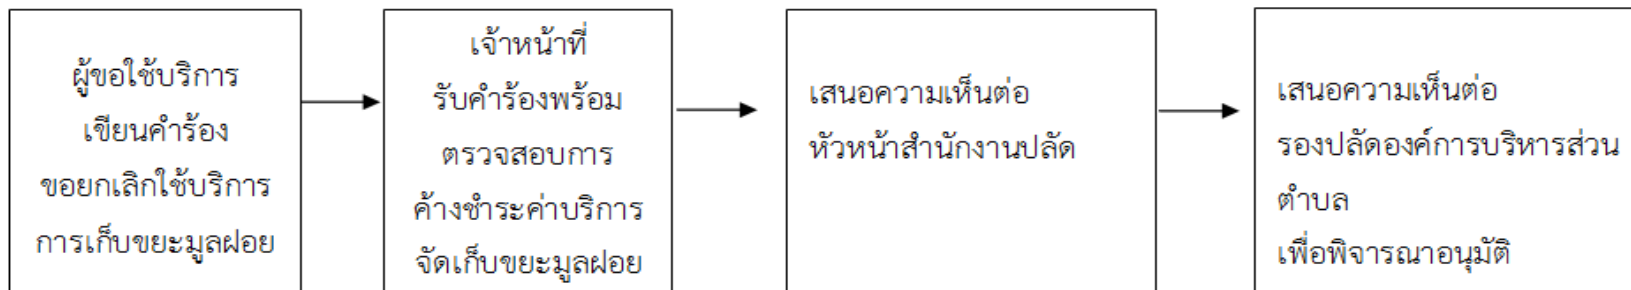 ผู้ขอใช้บริการ
เขียนคำร้อง
ขอยกเลิกใช้บริการ
การเก็บขยะมูลฝอย
เจ้าหน้าที่
รับคำร้องพร้อม
ตรวจสอบการ
ค้างชำระค่าบริการ
จัดเก็บขยะมูลฝอย
เสนอความเห็นต่อ
หัวหน้าสำนักงานปลัด
เสนอความเห็นต่อ
รองปลัดองค์การบริหารส่วน
ตำบล
เพื่อพิจารณาอนุมัติ